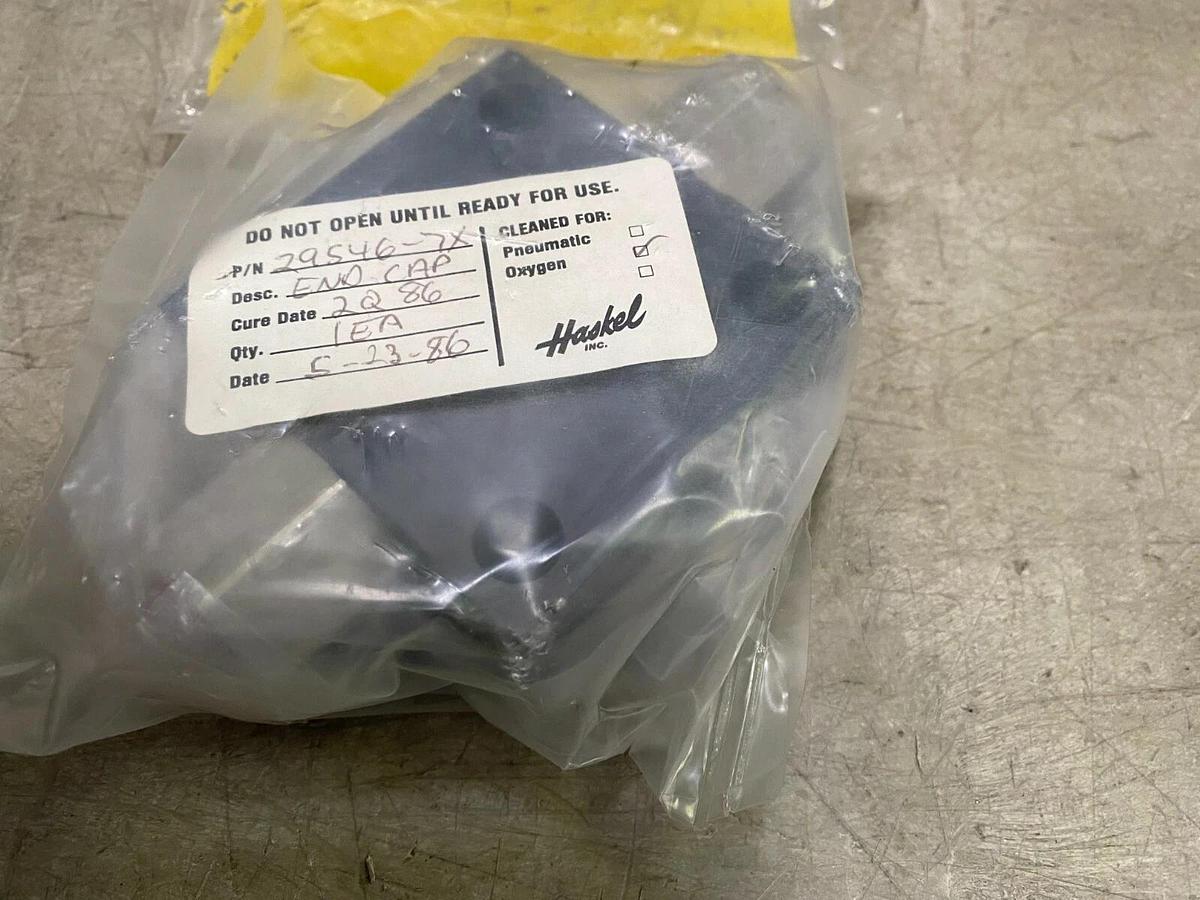 DO NOT OPEN UNTIL READY FOR USE.
P/N 29546-7X
Desc. END CAP
Cure Date 2Q 86
Qty. 1EA
Date 5-23-86
CLEANED FOR:
Pneumatic
Oxygen
Haskel
INC.